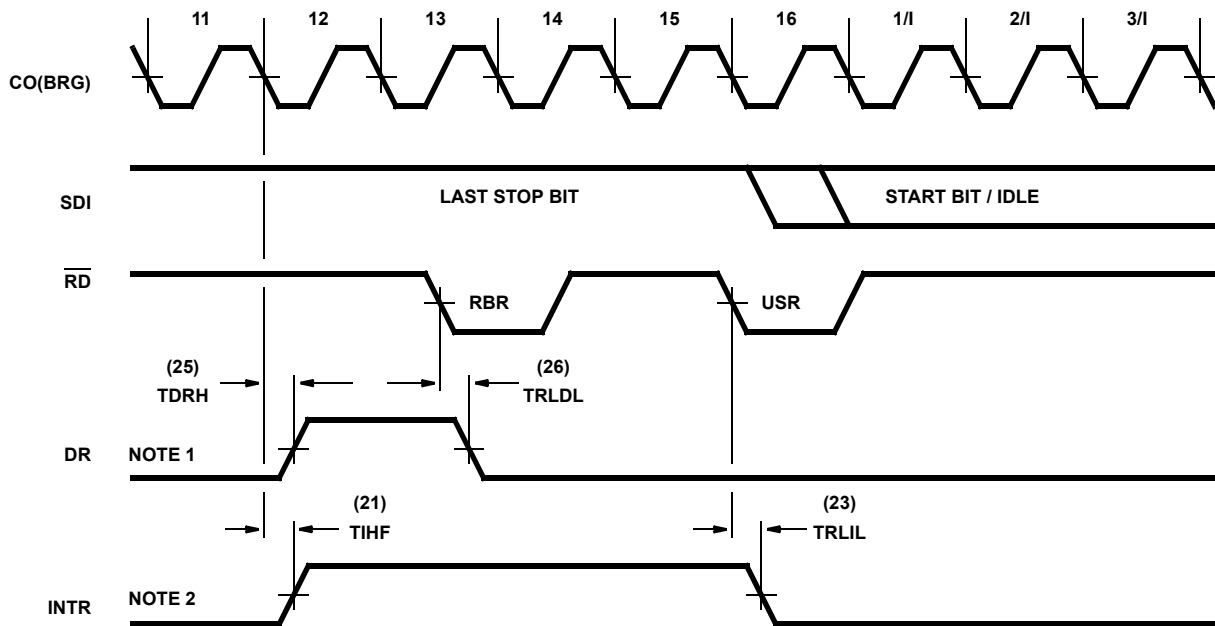 11 12 13 14 15 16 1/I 2/I 3/I
CO(BRG)
SDI
LAST STOP BIT
START BIT / IDLE
RD
RBR
USR
(25)
TDRH
(26)
TRLDL
DR
NOTE 1
(21)
TIHF
(23)
TRLIL
INTR
NOTE 2